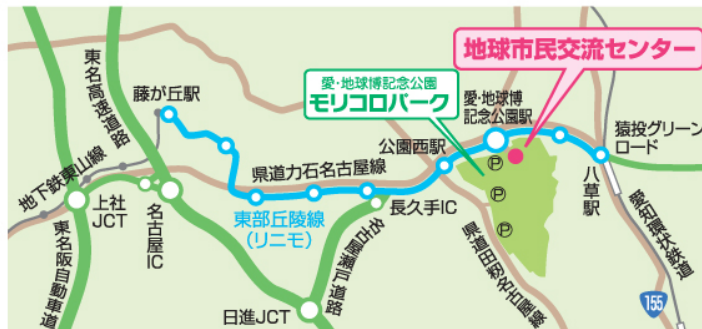 地球市民交流センター
愛・地球博記念公園
モリコロパーク
愛・地球博
記念公園駅
藤が丘駅
東名高速道路
公園西駅
猿投グリーン
ロード
県道力石名古屋線
地下鉄東山線
八草駅
上社
JCT
名古屋
IC
東部丘陵線
(リニモ)
長久手IC
愛知環状鉄道
名古屋瀬戸道路
県道田籾名古屋線
東名阪自動車道
日進JCT
155
P
P
P